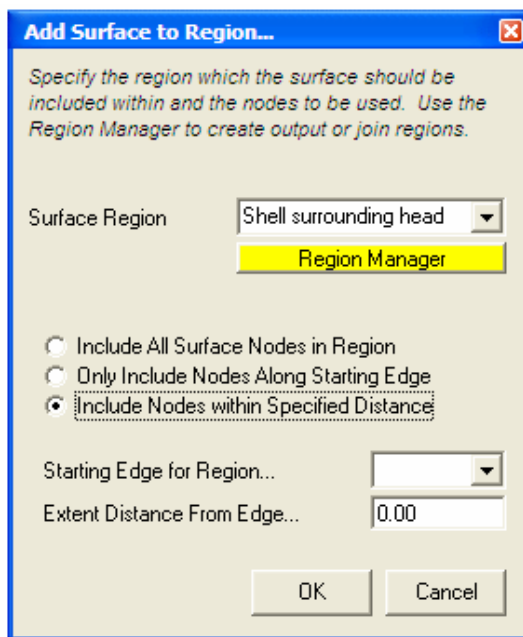 Add Surface to Region...
Specify the region which the surface should be
included within and the nodes to be used. Use the
Region Manager to create output or join regions.
Surface Region
Shell surrounding head
Region Manager
Include All Surface Nodes in Region
Only Include Nodes Along Starting Edge
Include Nodes within Specified Distance
Starting Edge for Region...
Extent Distance From Edge...
0.00
OK
Cancel